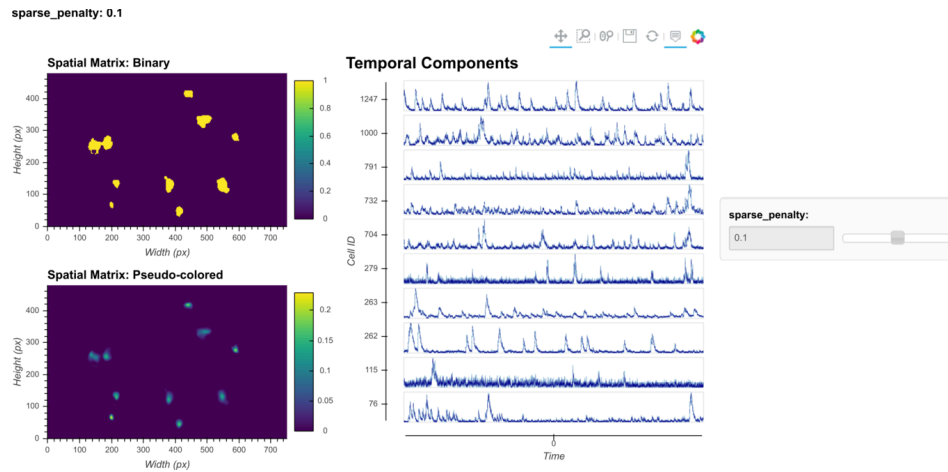 sparse_penalty: 0.1
Spatial Matrix: Binary
Height (px)
400
300
200
100
0
0 100 200 300 400 500 600 700
Width (px)
1
0.8
0.6
0.4
0.2
0
Spatial Matrix: Pseudo-colored
Height (px)
400
300
200
100
0
0 100 200 300 400 500 600 700
Width (px)
0.2
0.15
0.1
0.05
0
Temporal Components
Cell ID
1247
1000
791
732
704
279
263
262
115
76
0
Time
sparse_penalty:
0.1